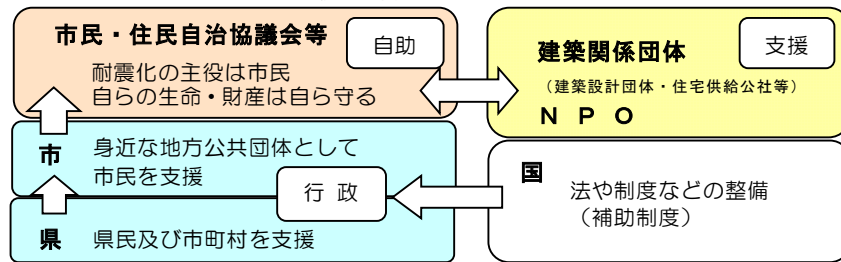 市民・住民自治協議会等
自助
耐震化の主役は市民
自らの生命・財産は自ら守る
建築関係団体
支援
（建築設計団体・住宅供給公社等）
ＮＰＯ
市
身近な地方公共団体として
市民を支援
行 政
県
県民及び市町村を支援
国
法や制度などの整備
（補助制度）